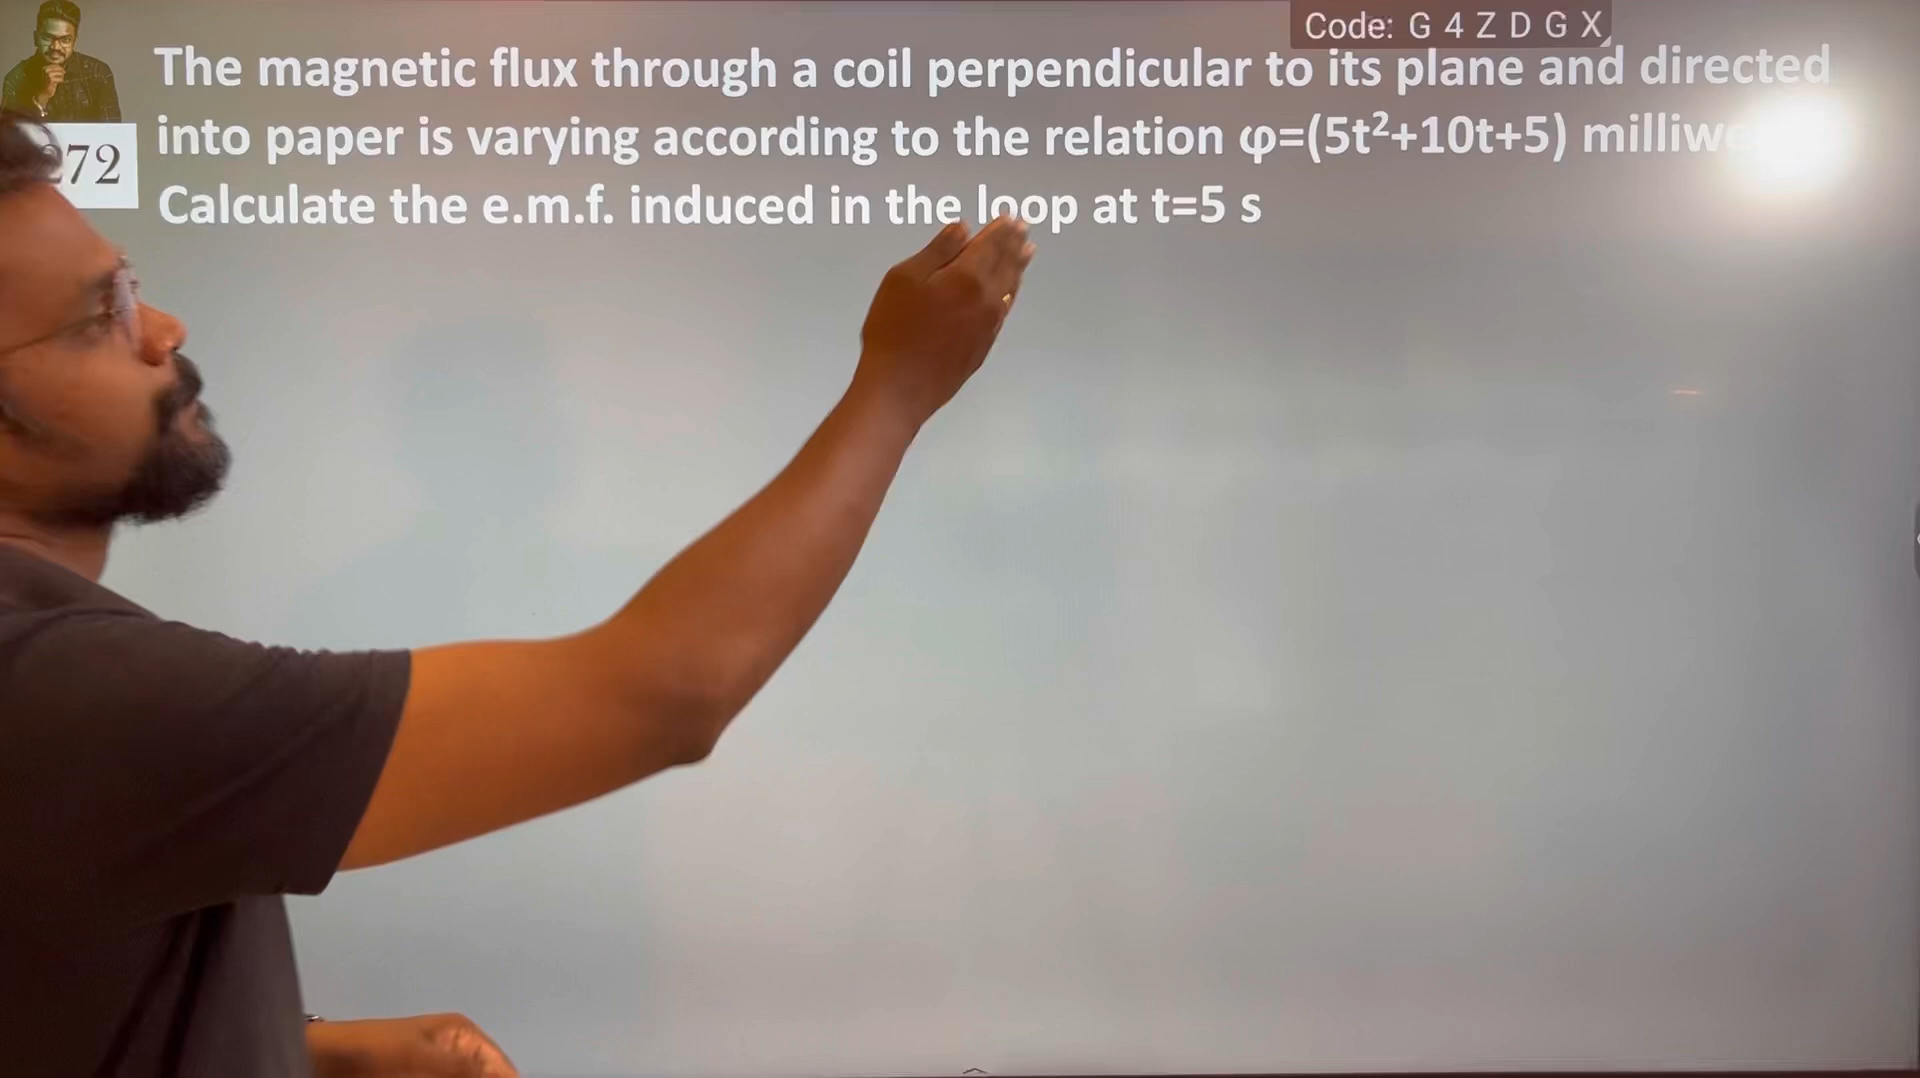 Code: G 4 Z D G X
The magnetic flux through a coil perpendicular to its plane and directed
into paper is varying according to the relation φ=(5t²+10t+5)
72
Calculate the e.m.f. induced in the loop at t=5 s